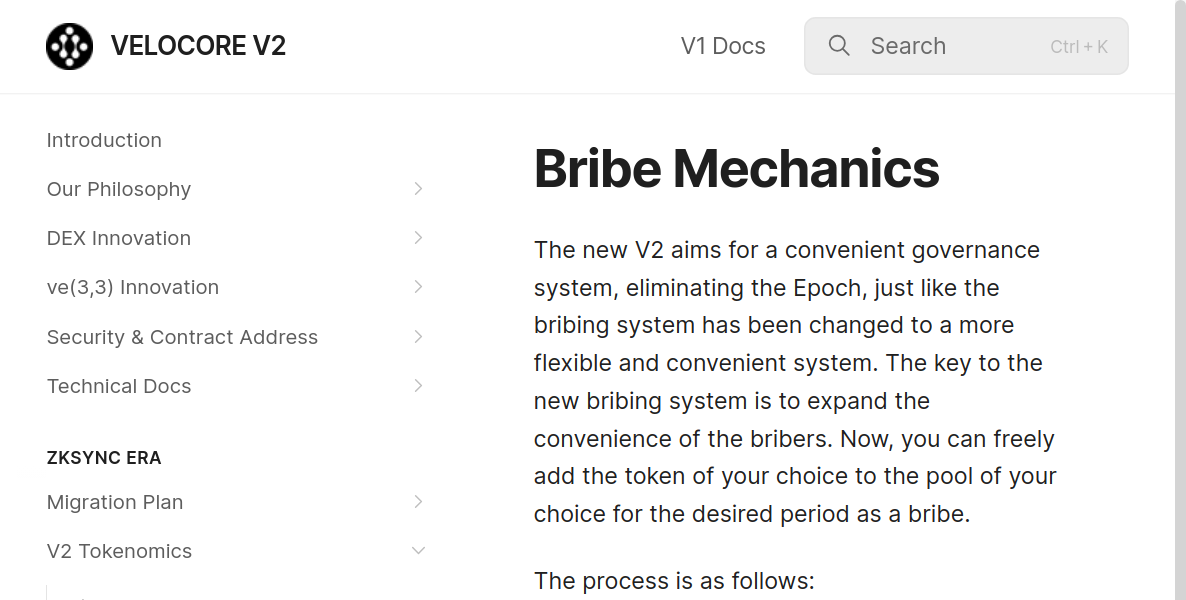 VELOCORE V2
V1 Docs
Search
Ctrl + K
Introduction
Our Philosophy
DEX Innovation
ve(3,3) Innovation
Security & Contract Address
Technical Docs
ZKSYNC ERA
Migration Plan
V2 Tokenomics
Bribe Mechanics
The new V2 aims for a convenient governance
system, eliminating the Epoch, just like the
bribing system has been changed to a more
flexible and convenient system. The key to the
new bribing system is to expand the
convenience of the bribers. Now, you can freely
add the token of your choice to the pool of your
choice for the desired period as a bribe.
The process is as follows: